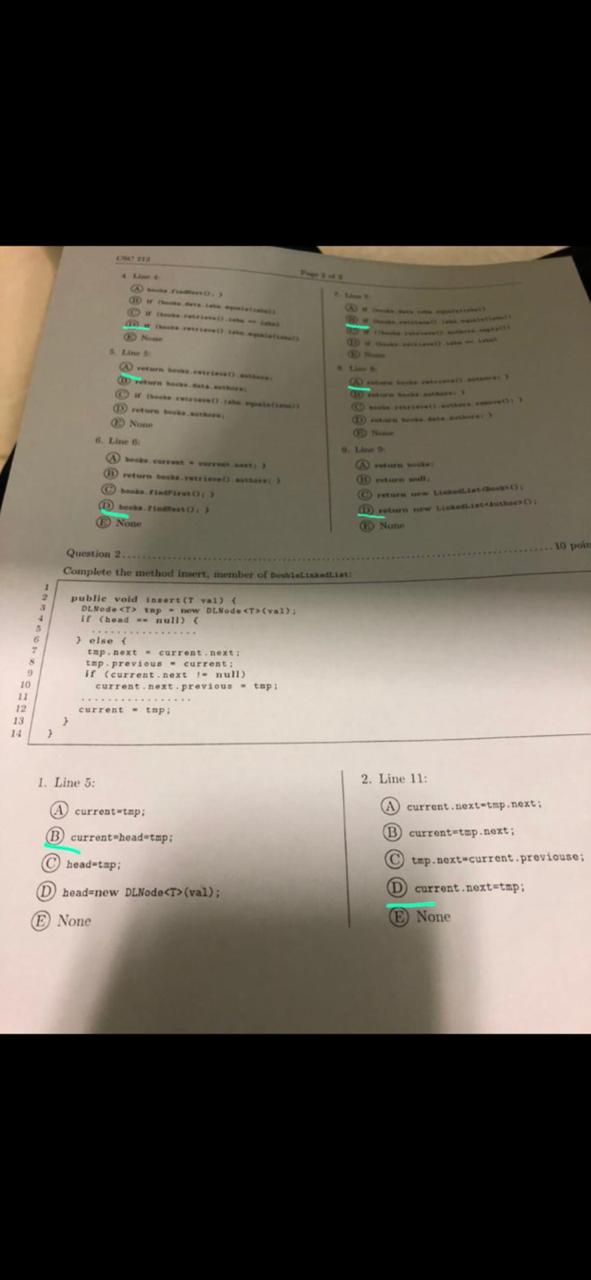 CSC 212
Page 2 of 3
4. Line 4:
A books.findNext(); }
B if (books.data.isbn.equals(isbn))
C if (books.retrieve().isbn == isbn)
D if (books.retrieve().isbn.equals(isbn))
E None
5. Line 5:
A return books.retrieve().authors;
B return books.data.authors;
C if (books.retrieve().isbn.equals(isbn))
D return books.authors;
E None
6. Line 6:
A books.current = current.next; }
B return books.retrieve().authors; }
C books.findFirst(); }
D books.findNext(); }
E None
A if (books.data.isbn.equals(isbn))
B if (books.retrieve().isbn.equals(isbn))
D if (books.retrieve().isbn == isbn)
E None
8. Line 8:
A return books.retrieve().authors; }
B return books.authors; }
C books.retrieve().authors.remove(); }
D return books.data.authors; }
E None
9. Line 9:
A return books;
B return null;
C return new LinkedList<Book>();
D return new LinkedList<Author>();
E None
Question 2 .......... 10 poin
Complete the method insert, member of DoubleLinkedList:
1
2 public void insert(T val) {
3 DLNode<T> tmp = new DLNode<T>(val);
4 if (head == null) {
5 .................
6 } else {
7 tmp.next = current.next;
8 tmp.previous = current;
9 if (current.next != null)
10 current.next.previous = tmp;
11 .................
12 current = tmp;
13 }
14 }
1. Line 5:
A current=tmp;
B current=head=tmp;
C head=tmp;
D head=new DLNode<T>(val);
E None
2. Line 11:
A current.next=tmp.next;
B current=tmp.next;
C tmp.next=current.previouse;
D current.next=tmp;
E None